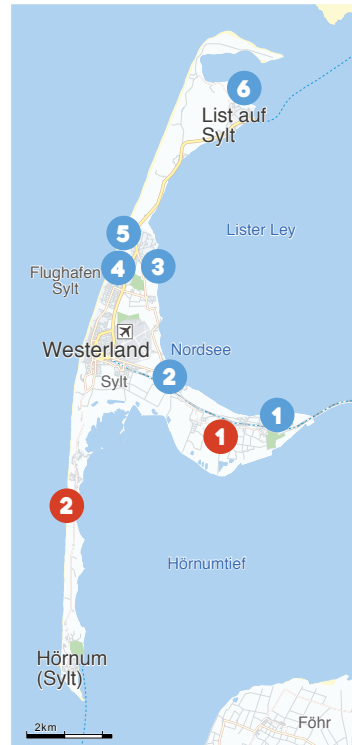 6
List auf
Sylt
5
Lister Ley
4
3
Flughafen
Sylt
Westerland
Nordsee
2
Sylt
1
1
2
Hörnumtief
Hörnum
(Sylt)
2km
Föhr